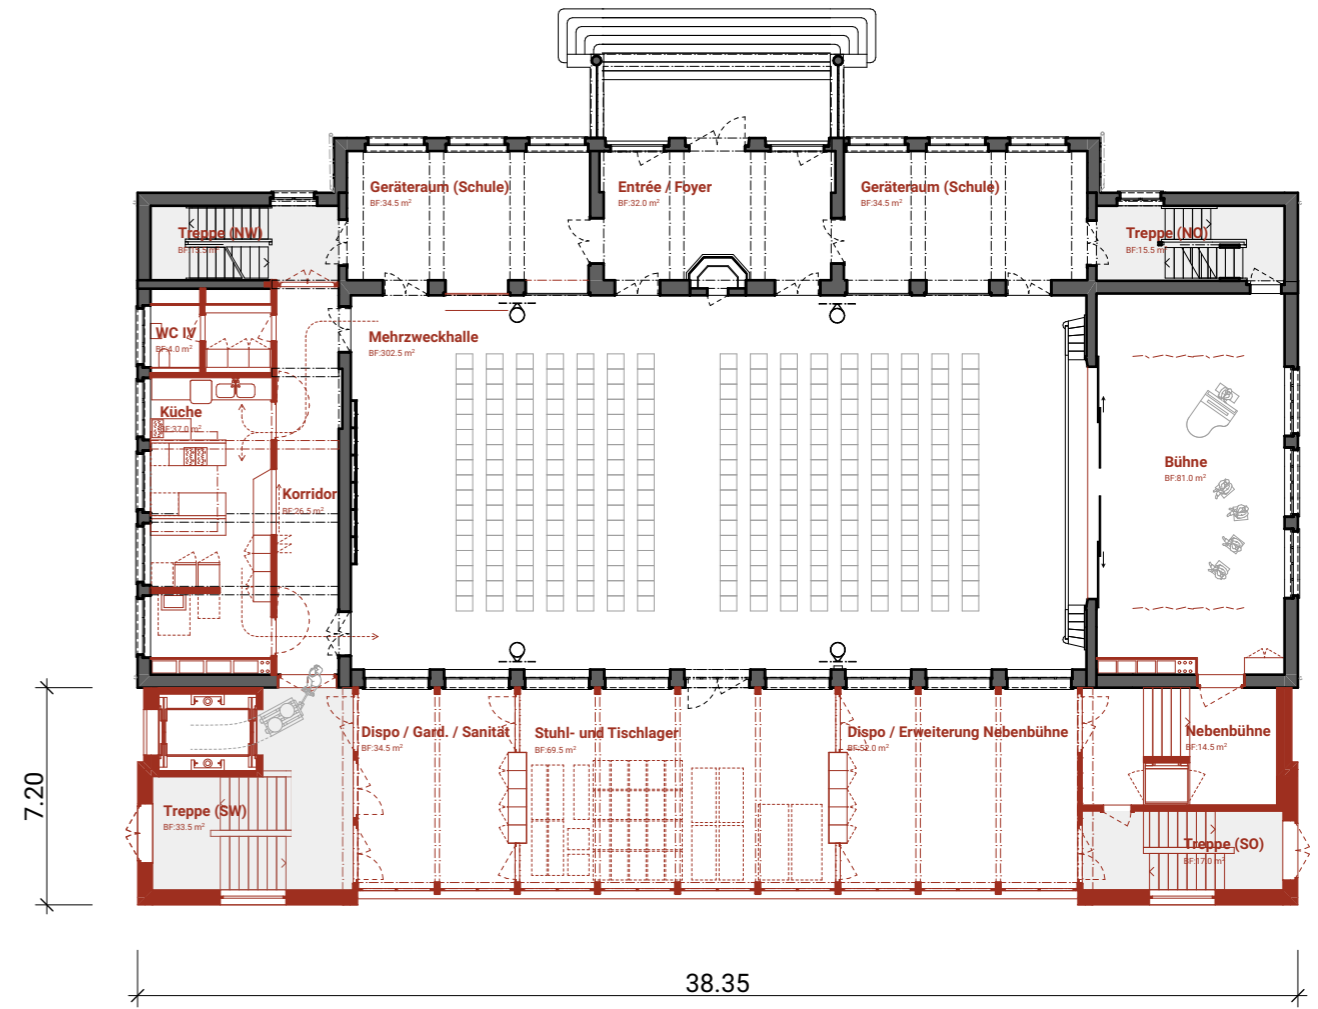 Geräteraum (Schule)
BF:34.5 m²
Entrée / Foyer
BF:32.0 m²
Geräteraum (Schule)
BF:34.5 m²
Treppe (NW)
Treppe (NO)
BF:15.5 m²
WC IV
BF:4.0 m²
Mehrzweckhalle
BF:302.5 m²
Küche
BF:37.0 m²
Korridor
BF:26.5 m²
Bühne
BF:81.0 m²
Dispo / Gard. / Sanität
BF:34.5 m²
Stuhl- und Tischlager
BF:69.5 m²
Dispo / Erweiterung Nebenbühne
BF:52.0 m²
Nebenbühne
BF:14.5 m²
Treppe (SW)
BF:33.5 m²
Treppe (SO)
BF:17.0 m²
7.20
38.35